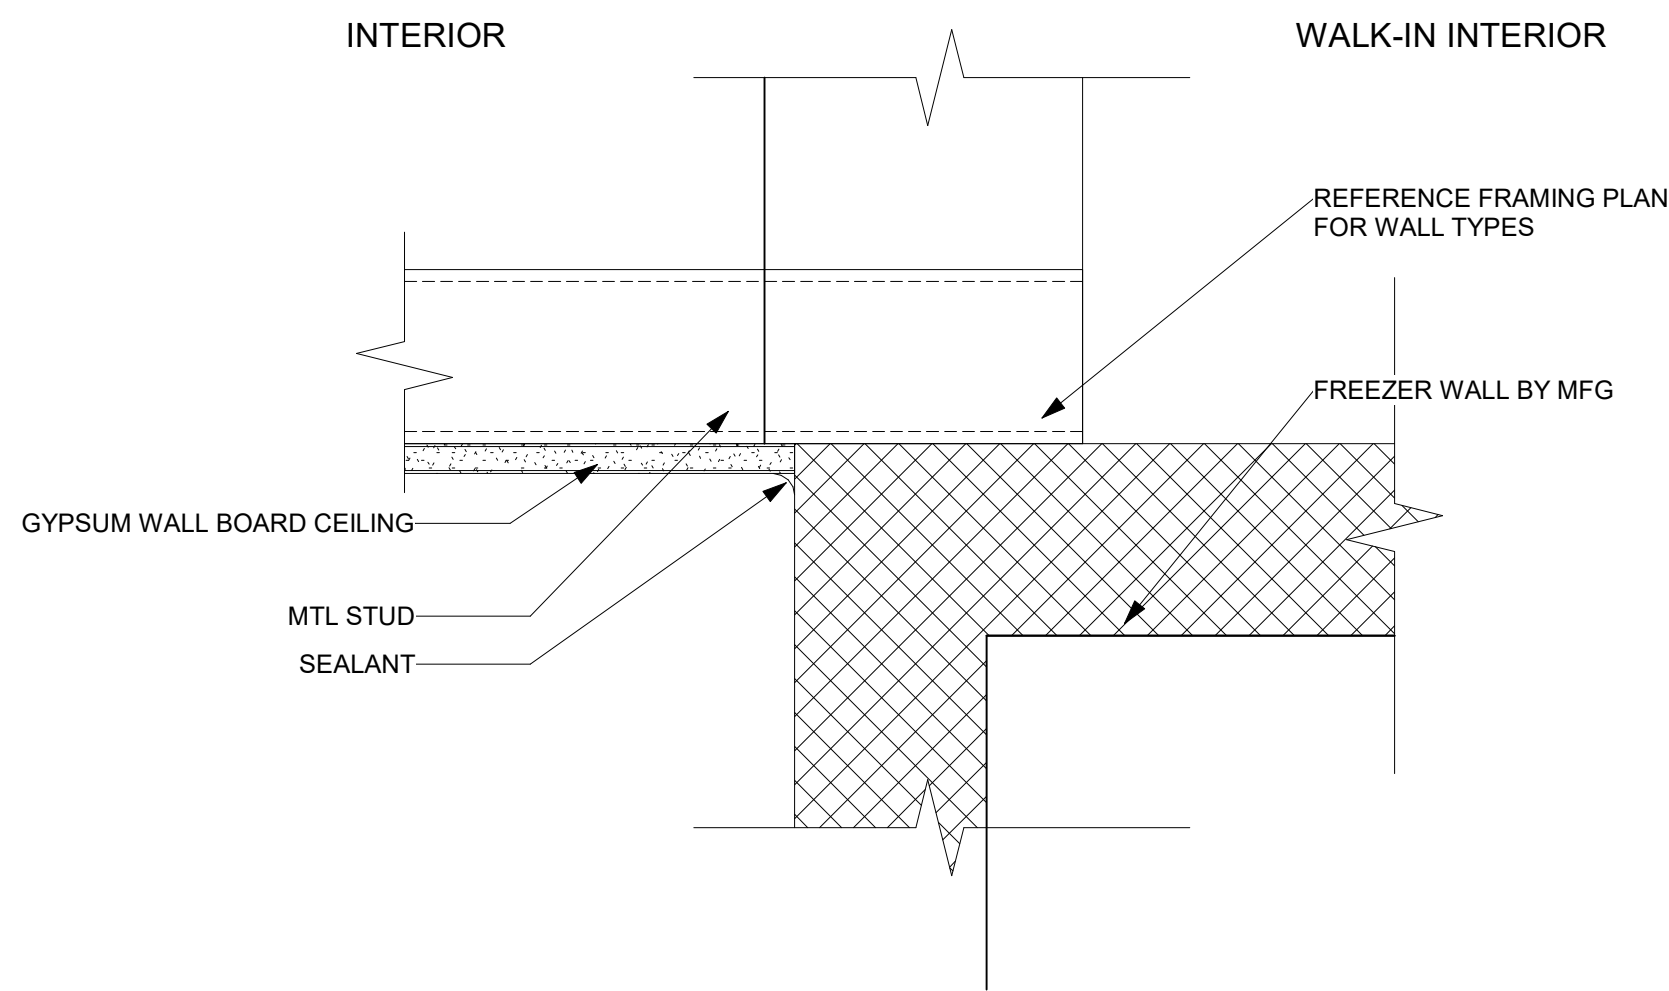 INTERIOR
WALK-IN INTERIOR
REFERENCE FRAMING PLAN
FOR WALL TYPES
FREEZER WALL BY MFG
GYPSUM WALL BOARD CEILING
MTL STUD
SEALANT